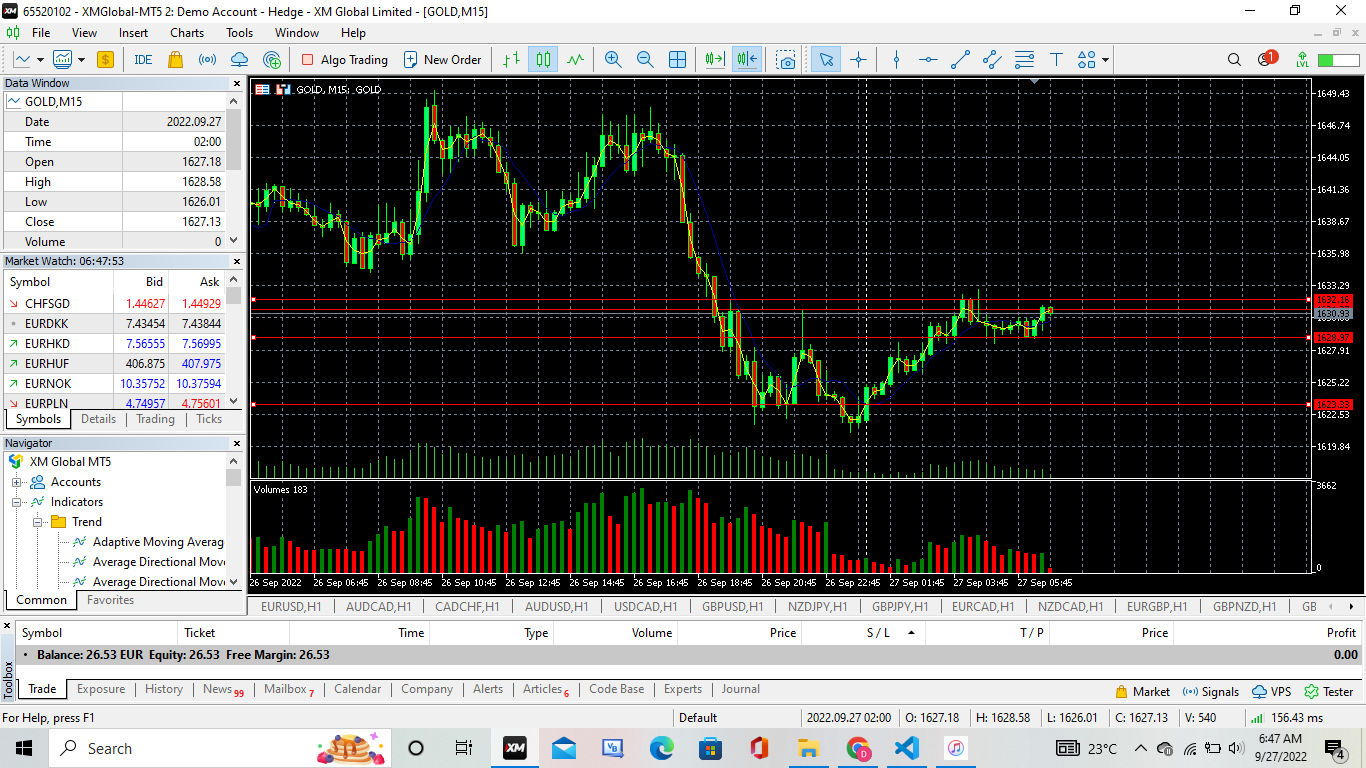 65520102 - XMGlobal-MT5 2: Demo Account - Hedge - XM Global Limited - [GOLD,M15]
File View Insert Charts Tools Window Help
IDE Algo Trading New Order 1 LVL
Data Window
GOLD,M15
Date 2022.09.27
Time 02:00
Open 1627.18
High 1628.58
Low 1626.01
Close 1627.13
Volume 0
Market Watch: 06:47:53
Symbol Bid Ask
CHFSGD 1.44627 1.44929
EURDKK 7.43454 7.43844
EURHKD 7.56555 7.56995
EURHUF 406.875 407.975
EURNOK 10.35752 10.37594
EURPLN 4.74957 4.75601
Symbols Details Trading Ticks
Navigator
XM Global MT5
Accounts
Indicators
Trend
Adaptive Moving Averag
Average Directional Move
Average Directional Move
Common Favorites
GOLD, M15: GOLD
1649.43
1646.74
1644.05
1641.36
1638.67
1635.98
1633.29
1632.16
1630.93
1628.97
1627.91
1625.22
1623.33
1622.53
1619.84
Volumes 183
3662
0
26 Sep 2022 26 Sep 06:45 26 Sep 08:45 26 Sep 10:45 26 Sep 12:45 26 Sep 14:45 26 Sep 16:45 26 Sep 18:45 26 Sep 20:45 26 Sep 22:45 27 Sep 01:45 27 Sep 03:45 27 Sep 05:45
EURUSD,H1 AUDCAD,H1 CADCHF,H1 AUDUSD,H1 USDCAD,H1 GBPUSD,H1 NZDJPY,H1 GBPJPY,H1 EURCAD,H1 NZDCAD,H1 EURGBP,H1 GBPNZD,H1 GB
Symbol Ticket Time Type Volume Price S / L T / P Price Profit
Balance: 26.53 EUR Equity: 26.53 Free Margin: 26.53 0.00
Toolbox
Trade Exposure History News 99 Mailbox 7 Calendar Company Alerts Articles 6 Code Base Experts Journal Market Signals VPS Tester
For Help, press F1 Default 2022.09.27 02:00 O: 1627.18 H: 1628.58 L: 1626.01 C: 1627.13 V: 540 156.43 ms
Search 23°C 6:47 AM
9/27/2022 4